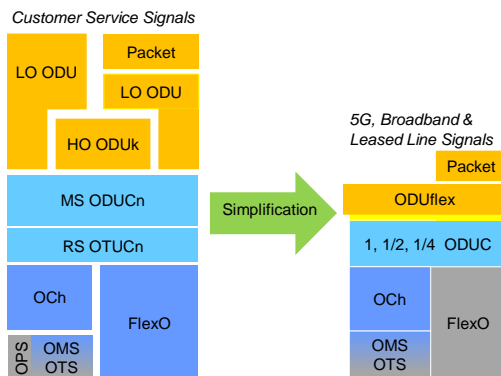 Customer Service Signals
LO ODU
Packet
LO ODU
HO ODUk
MS ODUCn
RS OTUCn
OCh
FlexO
OPS
OMS
OTS
Simplification
5G, Broadband &
Leased Line Signals
Packet
ODUflex
1, 1/2, 1/4 ODUC
OCh
FlexO
OMS
OTS